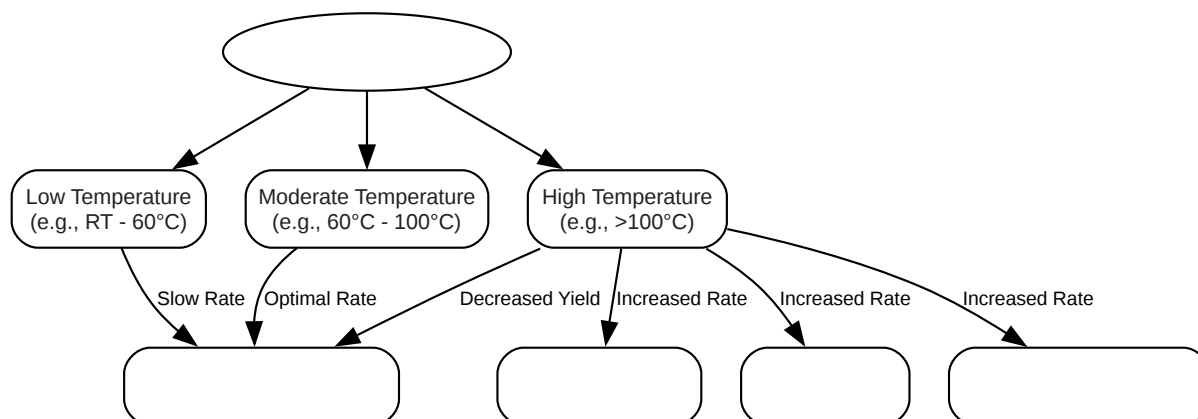 Low Temperature
(e.g., RT - 60°C)
Moderate Temperature
(e.g., 60°C - 100°C)
High Temperature
(e.g., >100°C)
Slow Rate
Optimal Rate
Decreased Yield
Increased Rate
Increased Rate
Increased Rate